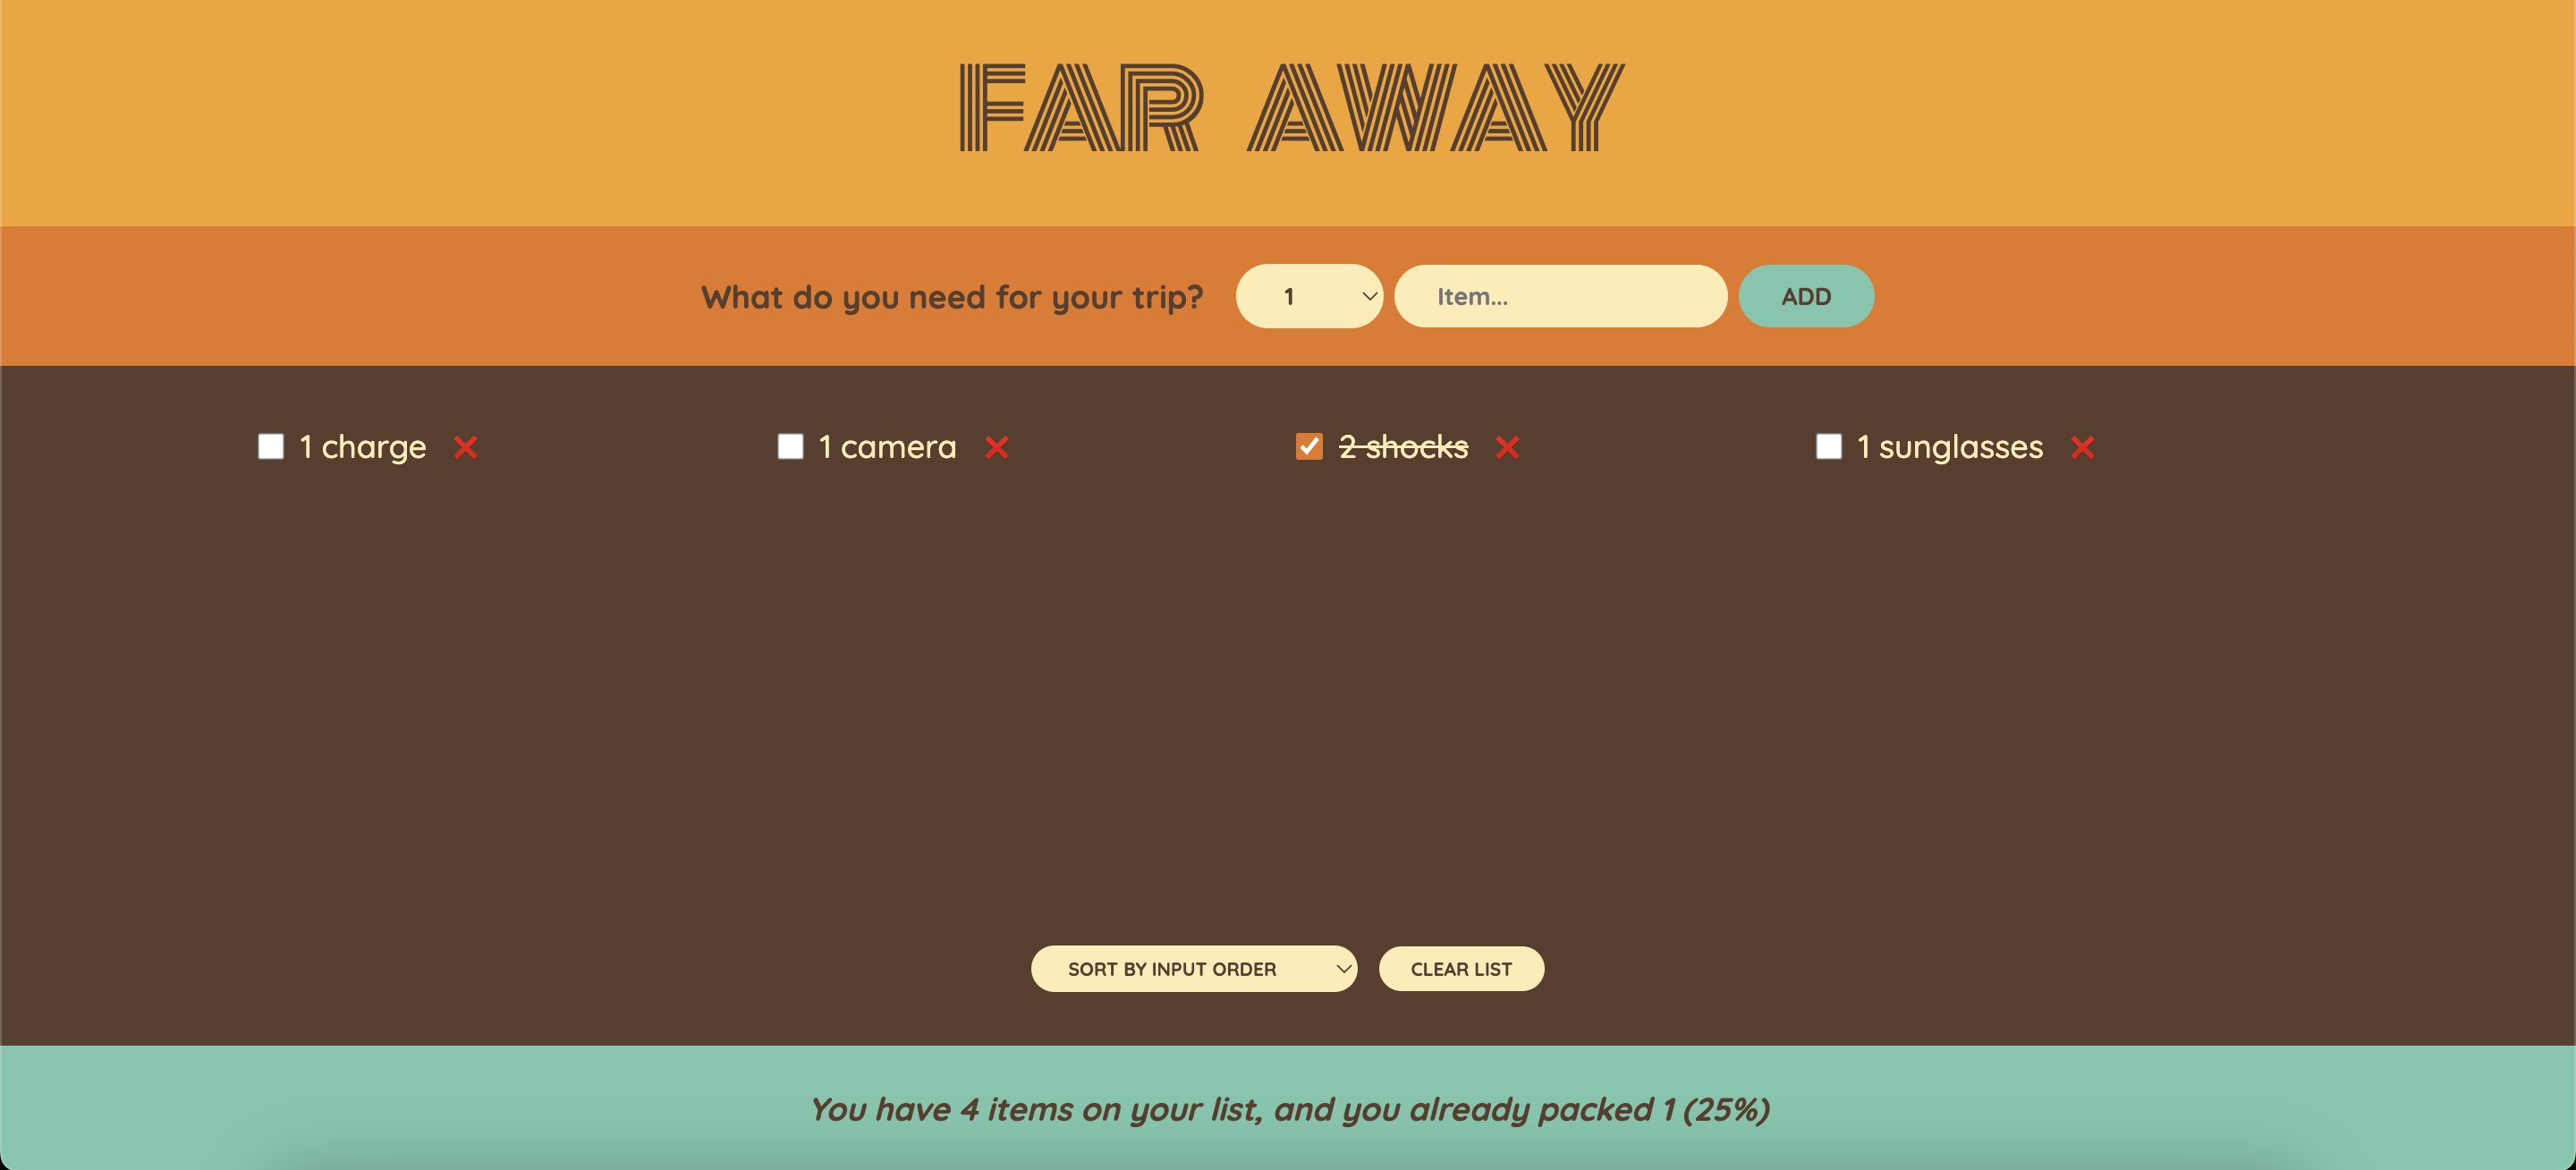 FAR AWAY
What do you need for your trip? 1 Item... ADD
1 charge ❌ 1 camera ❌ 2 shocks ❌ 1 sunglasses ❌
SORT BY INPUT ORDER CLEAR LIST
You have 4 items on your list, and you already packed 1 (25%)